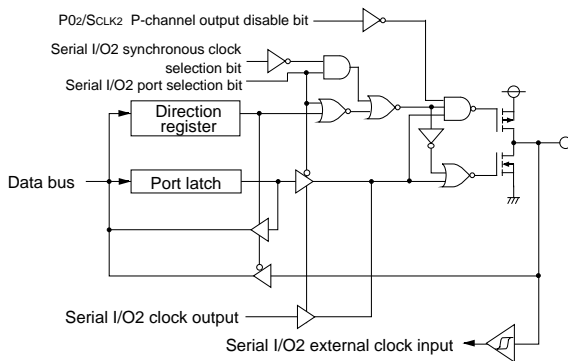 P02/SCLK2 P-channel output disable bit
Serial I/O2 synchronous clock
selection bit
Serial I/O2 port selection bit
Direction
register
Data bus
Port latch
Serial I/O2 clock output
Serial I/O2 external clock input